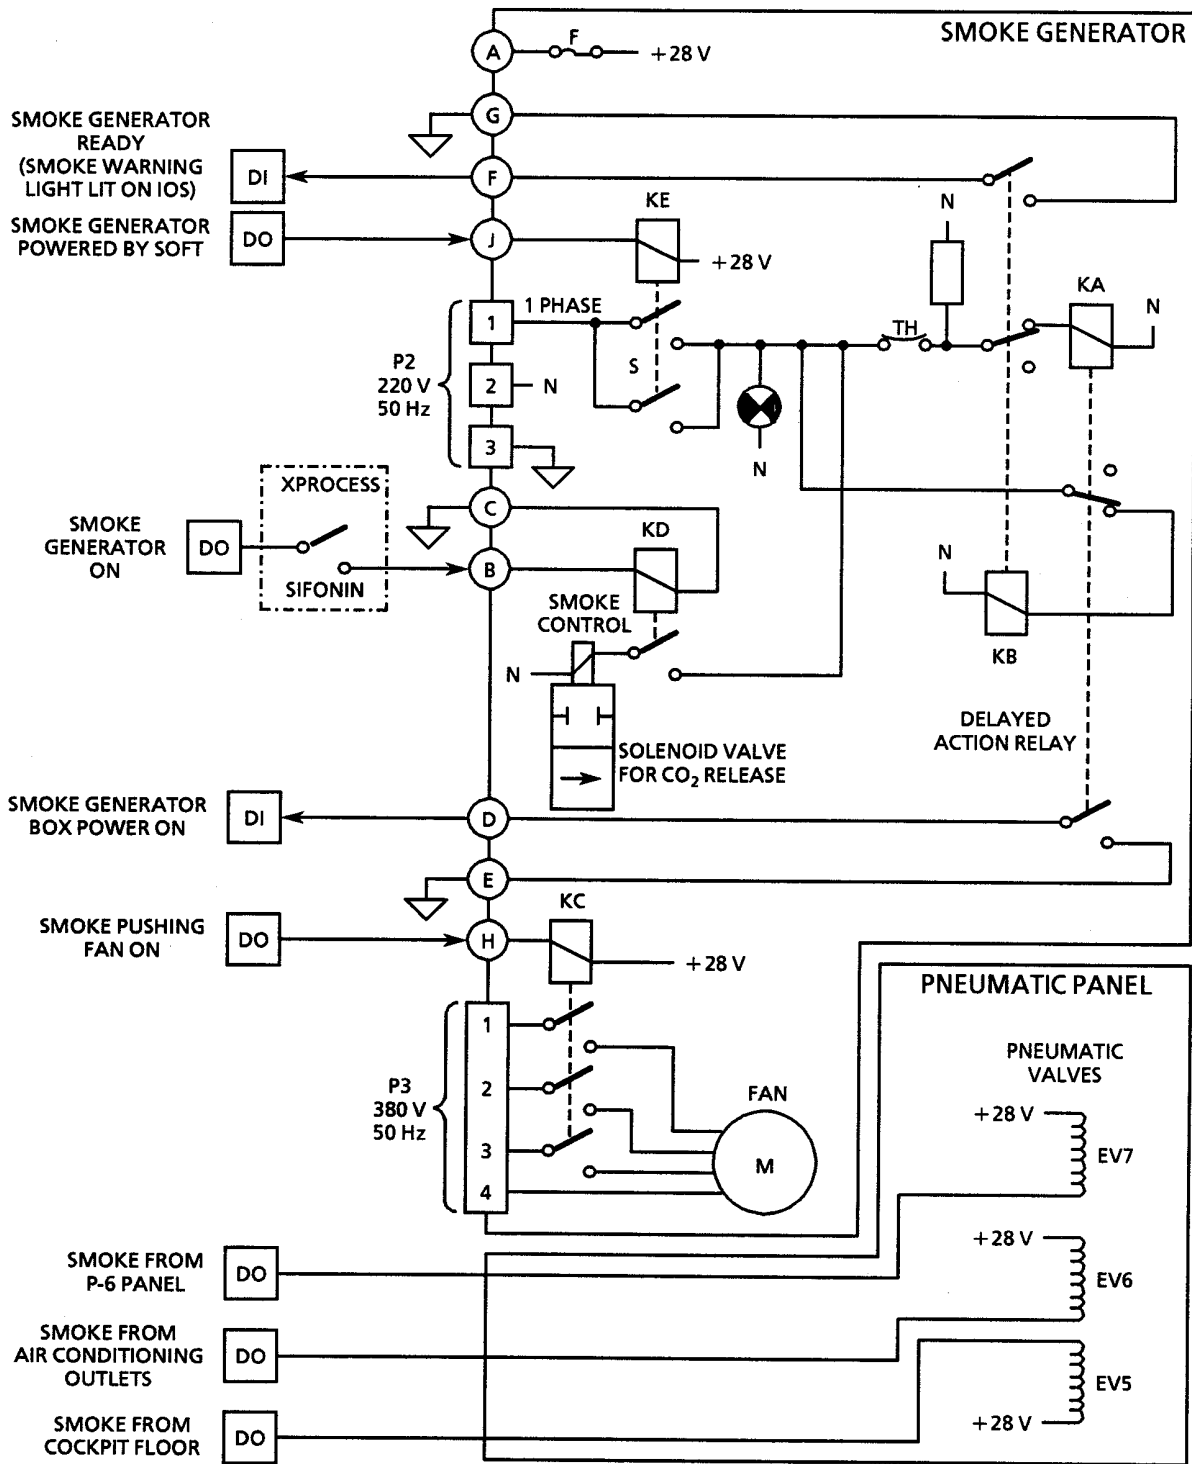 SMOKE GENERATOR
A
F
+28 V
G
SMOKE GENERATOR
READY
(SMOKE WARNING
LIGHT LIT ON IOS)
DI
F
SMOKE GENERATOR
POWERED BY SOFT
DO
J
KE
+28 V
N
KA
N
1 PHASE
1
TH
P2
220 V
50 Hz
2
N
S
3
N
XPROCESS
SMOKE
GENERATOR
ON
DO
SIFONIN
C
B
KD
N
KB
SMOKE
CONTROL
N
DELAYED
ACTION RELAY
SOLENOID VALVE
FOR CO₂ RELEASE
SMOKE GENERATOR
BOX POWER ON
DI
D
E
SMOKE PUSHING
FAN ON
DO
H
KC
+28 V
PNEUMATIC PANEL
P3
380 V
50 Hz
1
2
3
4
FAN
M
PNEUMATIC
VALVES
+28 V
EV7
SMOKE FROM
P-6 PANEL
DO
+28 V
EV6
SMOKE FROM
AIR CONDITIONING
OUTLETS
DO
EV5
+28 V
SMOKE FROM
COCKPIT FLOOR
DO